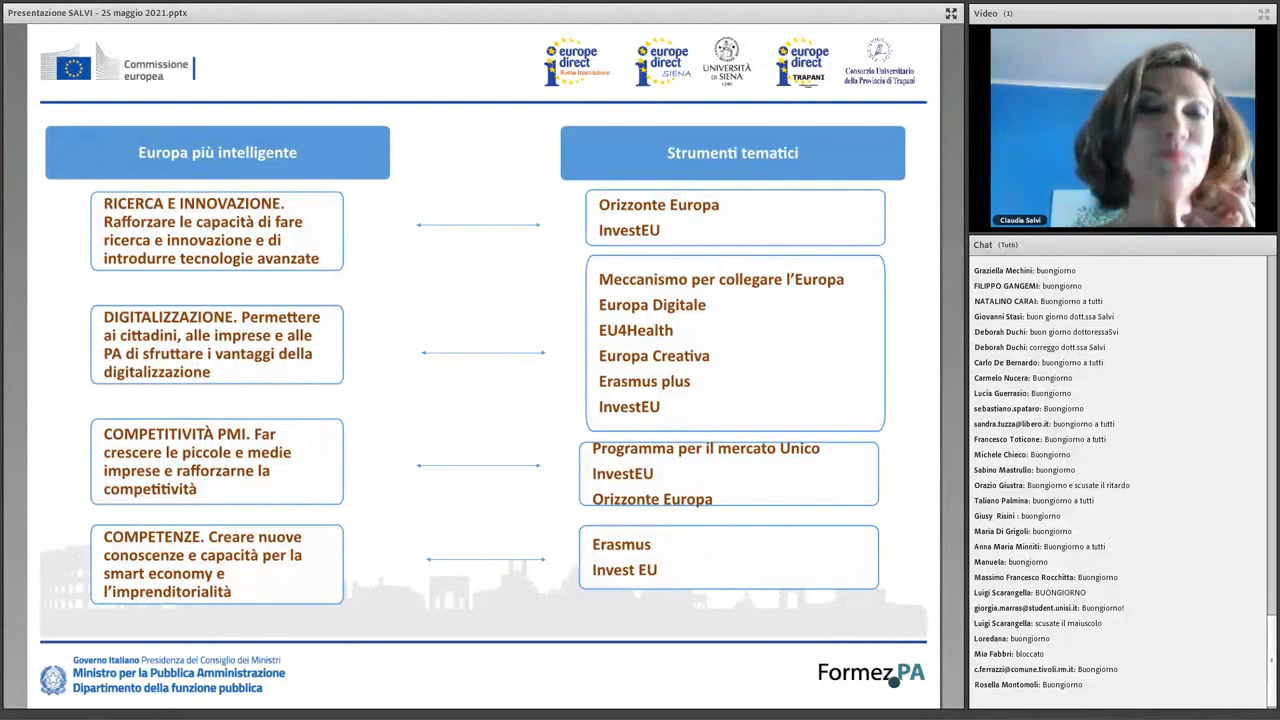 Presentazione SALVI - 25 maggio 2021.pptx
Commissione
europea
europe
direct
Roma Innovazione
europe
direct
SIENA
UNIVERSITÀ
DI SIENA
1240
europe
direct
TRAPANI
Consorzio Universitario
della Provincia di Trapani
Europa più intelligente
Strumenti tematici
RICERCA E INNOVAZIONE.
Rafforzare le capacità di fare
ricerca e innovazione e di
introdurre tecnologie avanzate
Orizzonte Europa
InvestEU
DIGITALIZZAZIONE. Permettere
ai cittadini, alle imprese e alle
PA di sfruttare i vantaggi della
digitalizzazione
Meccanismo per collegare l'Europa
Europa Digitale
EU4Health
Europa Creativa
Erasmus plus
InvestEU
COMPETITIVITÀ PMI. Far
crescere le piccole e medie
imprese e rafforzarne la
competitività
Programma per il mercato Unico
InvestEU
Orizzonte Europa
COMPETENZE. Creare nuove
conoscenze e capacità per la
smart economy e
l'imprenditorialità
Erasmus
Invest EU
Governo Italiano Presidenza del Consiglio dei Ministri
Ministro per la Pubblica Amministrazione
Dipartimento della funzione pubblica
Formez PA
Video (1)
Claudia Salvi
Chat (Tutti)
Graziella Mechini: buongiorno
FILIPPO GANGEMI: buongiorno
NATALINO CARAI: Buongiorno a tutti
Giovanni Stasi: buon giorno dott.ssa Salvi
Deborah Duchi: buon giorno dottoressaSvi
Deborah Duchi: correggo dott.ssa Salvi
Carlo De Bernardo: buongiorno a tutti
Carmelo Nucera: Buongiorno
Lucia Guerrasio: Buongiorno
sebastiano.spataro: Buongiorno
sandra.tuzza@libero.it: buongiorno a tutti
Francesco Toticone: Buongiorno a tutti
Michele Chieco: Buongiorno
Sabino Mastrullo: buongiorno
Orazio Giustra: Buongiorno e scusate il ritardo
Taliano Palmina: buongiorno a tutti
Giusy Risini : buongiorno
Maria Di Grigoli: buongiorno
Anna Maria Minniti: Buongiorno a tutti
Manuela: buongiorno
Massimo Francesco Rocchitta: Buongiorno
Luigi Scarangella: BUONGIORNO
giorgia.marras@student.unisi.it: Buongiorno!
Luigi Scarangella: scusate il maiuscolo
Loredana: buongiorno
Mia Fabbri: bloccato
c.ferrazzi@comune.tivoli.rm.it: Buongiorno
Rosella Montomoli: Buongiorno